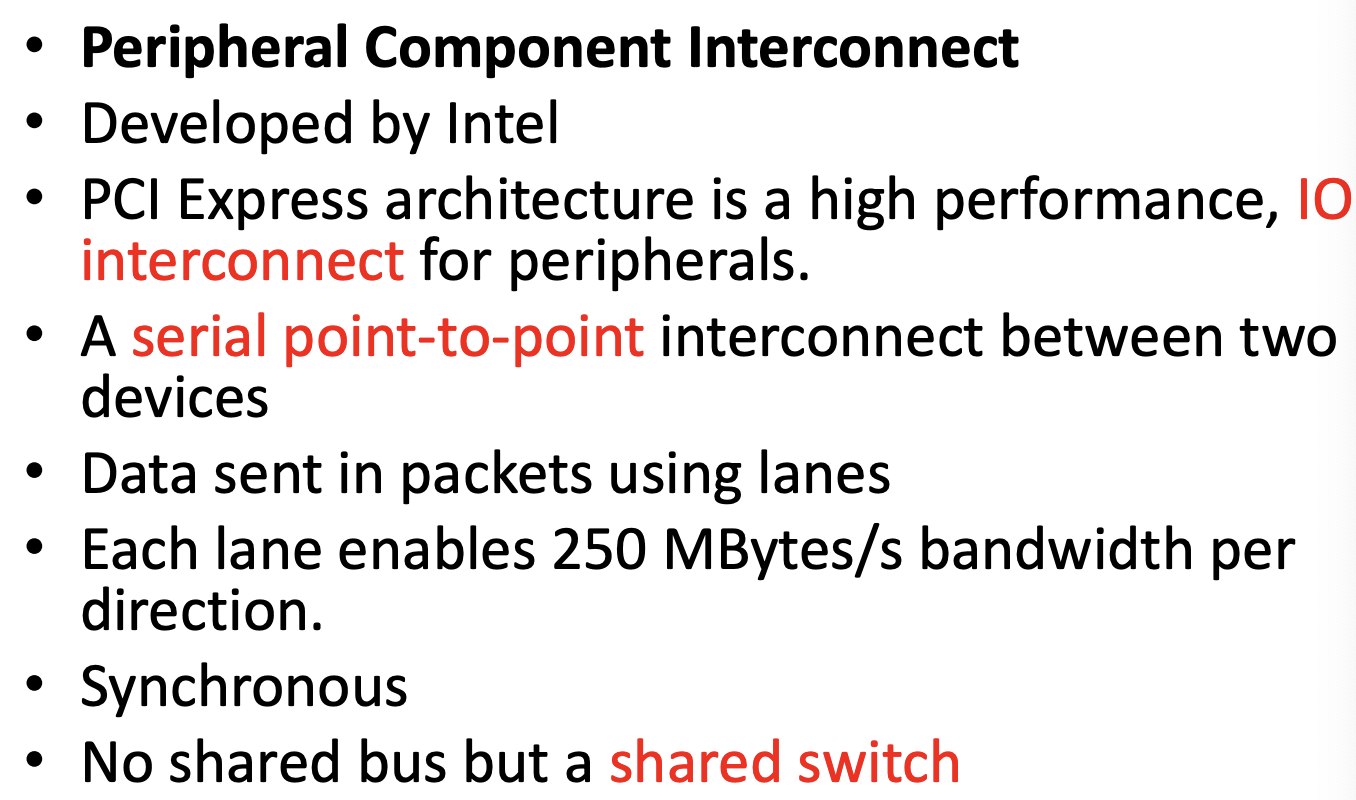 • Peripheral Component Interconnect
• Developed by Intel
• PCI Express architecture is a high performance, IO
interconnect for peripherals.
• A serial point-to-point interconnect between two
devices
• Data sent in packets using lanes
• Each lane enables 250 MBytes/s bandwidth per
direction.
• Synchronous
• No shared bus but a shared switch